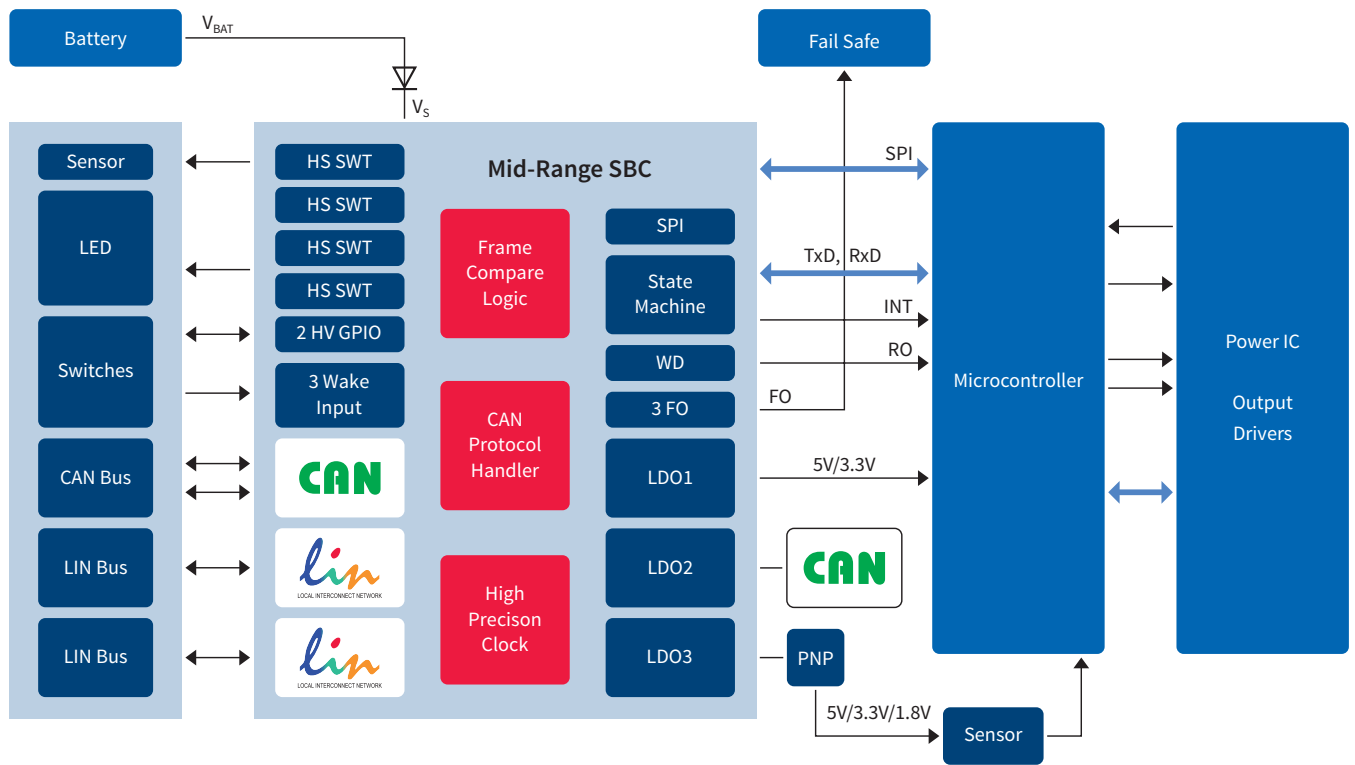 Battery
VBAT
VS
Fail Safe
Sensor
LED
Switches
CAN Bus
LIN Bus
LIN Bus
Mid-Range SBC
HS SWT
HS SWT
HS SWT
HS SWT
2 HV GPIO
3 Wake
Input
CAN
lin
LOCAL INTERCONNECT NETWORK
lin
LOCAL INTERCONNECT NETWORK
Frame
Compare
Logic
CAN
Protocol
Handler
High
Precison
Clock
SPI
State
Machine
WD
3 FO
LDO1
LDO2
LDO3
SPI
TxD, RxD
INT
RO
FO
5V/3.3V
CAN
PNP
5V/3.3V/1.8V
Sensor
Microcontroller
Power IC
Output
Drivers